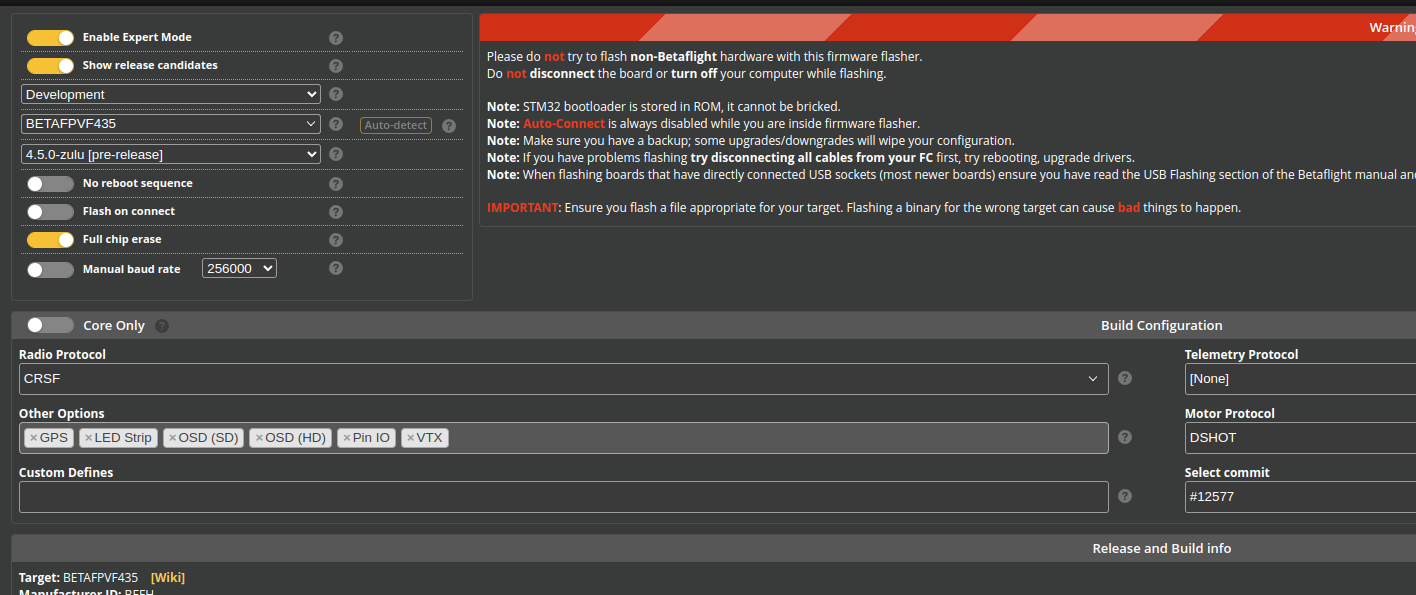 Enable Expert Mode
Show release candidates
Development
BETAFPVF435
Auto-detect
4.5.0-zulu [pre-release]
No reboot sequence
Flash on connect
Full chip erase
Manual baud rate
256000
Warning
Please do not try to flash non-Betaflight hardware with this firmware flasher.
Do not disconnect the board or turn off your computer while flashing.
Note: STM32 bootloader is stored in ROM, it cannot be bricked.
Note: Auto-Connect is always disabled while you are inside firmware flasher.
Note: Make sure you have a backup; some upgrades/downgrades will wipe your configuration.
Note: If you have problems flashing try disconnecting all cables from your FC first, try rebooting, upgrade drivers.
Note: When flashing boards that have directly connected USB sockets (most newer boards) ensure you have read the USB Flashing section of the Betaflight manual and
IMPORTANT: Ensure you flash a file appropriate for your target. Flashing a binary for the wrong target can cause bad things to happen.
Core Only
Build Configuration
Radio Protocol
CRSF
Telemetry Protocol
[None]
Other Options
×GPS ×LED Strip ×OSD (SD) ×OSD (HD) ×Pin IO ×VTX
Motor Protocol
DSHOT
Custom Defines
Select commit
#12577
Release and Build info
Target: BETAFPVF435 [Wiki]
Manufacturer ID: BEFH